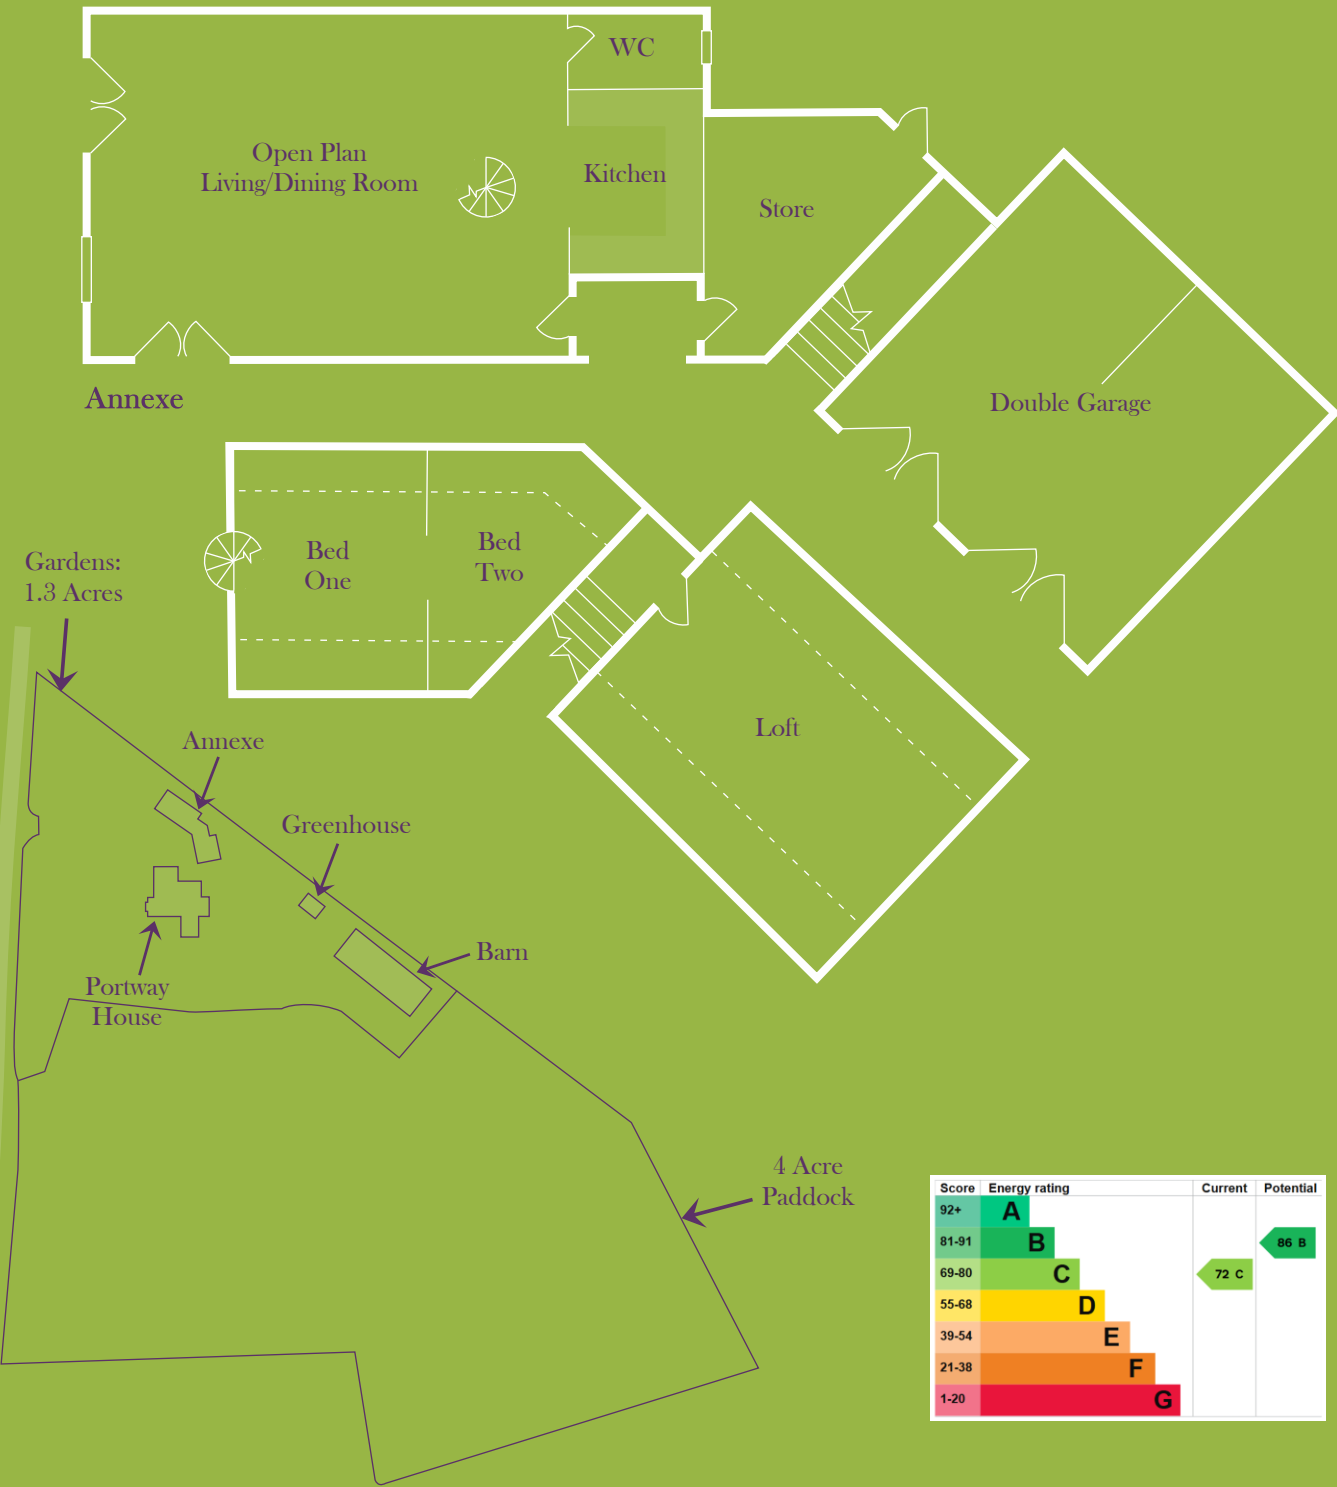 WC
Open Plan
Living/Dining Room
Kitchen
Store
Double Garage
Annexe
Bed
One
Bed
Two
Loft
Gardens:
1.3 Acres
Annexe
Greenhouse
Barn
Portway
House
4 Acre
Paddock
Score Energy rating Current Potential
92+ A
81-91 B 86 B
69-80 C 72 C
55-68 D
39-54 E
21-38 F
1-20 G